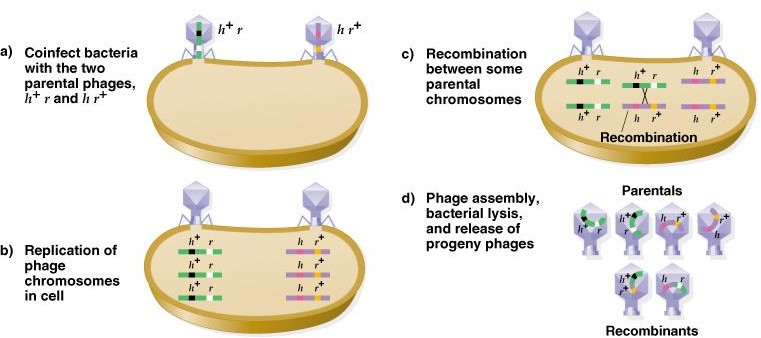 a) Coinfect bacteria
with the two
parental phages,
h⁺ r and h r⁺
h⁺ r
h r⁺
b) Replication of
phage
chromosomes
in cell
h⁺ r
h r⁺
h⁺ r
h r⁺
h⁺ r
h r⁺
c) Recombination
between some
parental
chromosomes
h⁺ r
h⁺ r
h r⁺
h⁺ r
h r⁺
h r⁺
Recombination
d) Phage assembly,
bacterial lysis,
and release of
progeny phages
Parentals
h⁺ r
h⁺ r
h r⁺
r⁺ h
h⁺ r⁺
h r
Recombinants